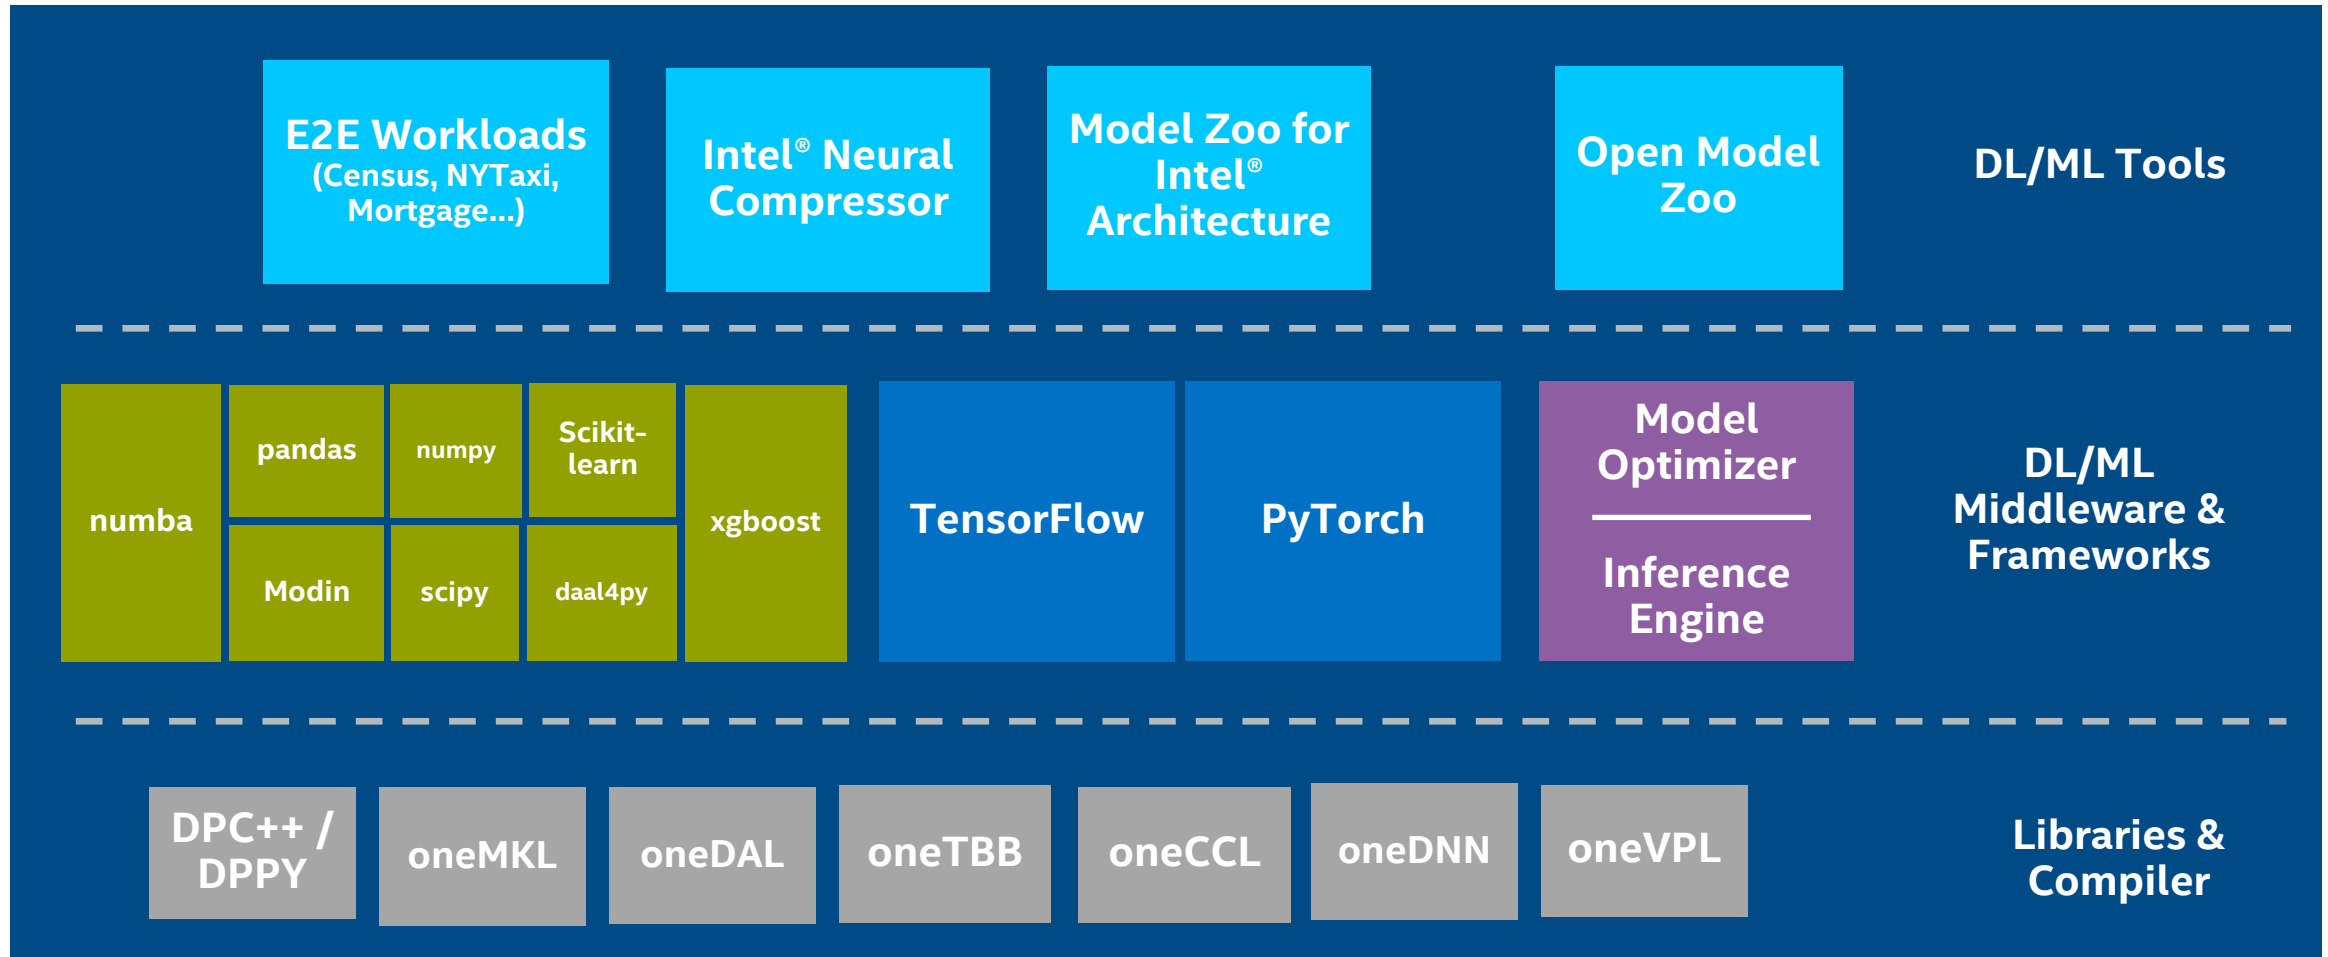 E2E Workloads
(Census, NYTaxi,
Mortgage...)
Intel® Neural
Compressor
Model Zoo for
Intel®
Architecture
Open Model
Zoo
DL/ML Tools
numba
pandas
numpy
Scikit-
learn
Modin
scipy
daal4py
xgboost
TensorFlow
PyTorch
Model
Optimizer
Inference
Engine
DL/ML
Middleware &
Frameworks
DPC++ /
DPPY
oneMKL
oneDAL
oneTBB
oneCCL
oneDNN
oneVPL
Libraries &
Compiler